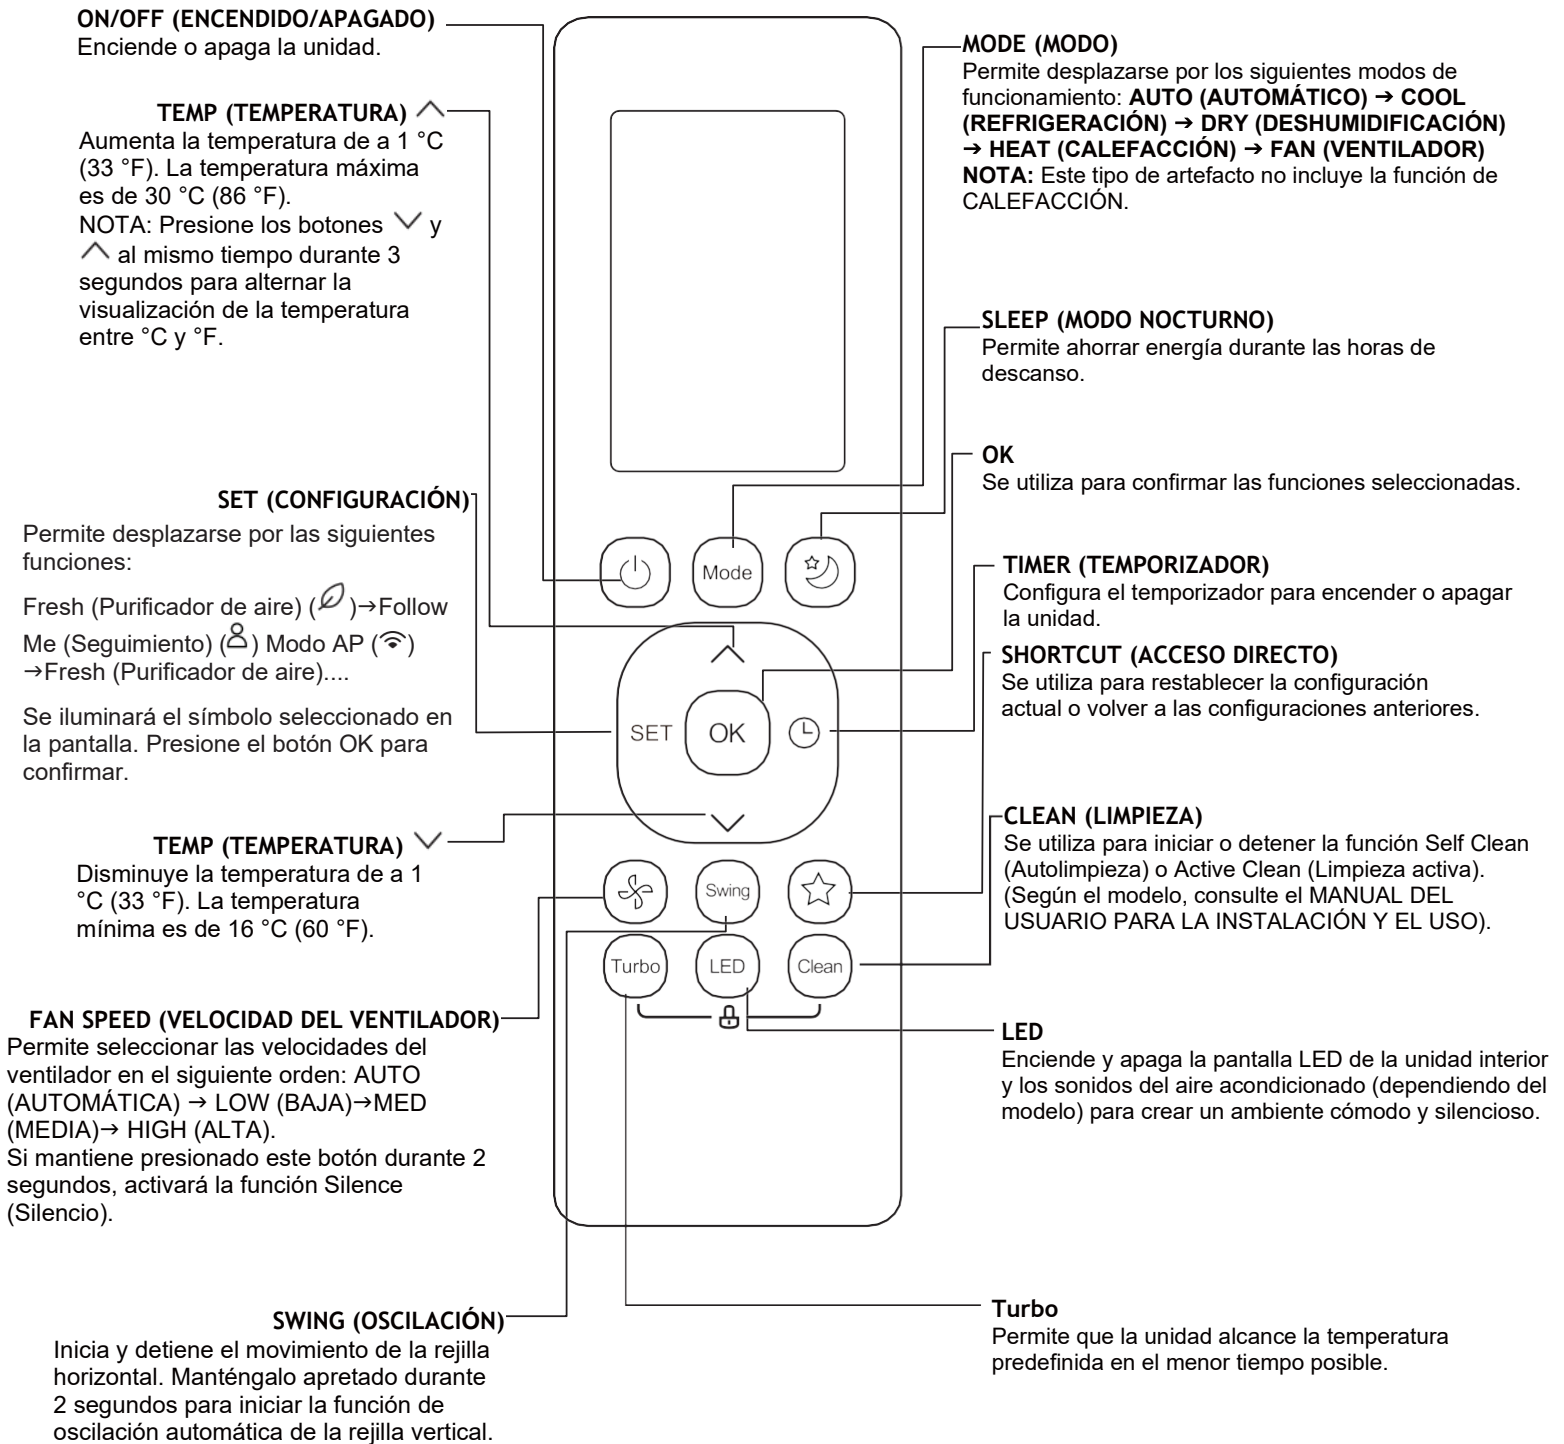 ON/OFF (ENCENDIDO/APAGADO)
Enciende o apaga la unidad.
TEMP (TEMPERATURA)
Aumenta la temperatura de a 1 °C
(33 °F). La temperatura máxima
es de 30 °C (86 °F).
NOTA: Presione los botones y
al mismo tiempo durante 3
segundos para alternar la
visualización de la temperatura
entre °C y °F.
SET (CONFIGURACIÓN)
Permite desplazarse por las siguientes
funciones:
Fresh (Purificador de aire) ( )→Follow
Me (Seguimiento) ( ) Modo AP ( )
→Fresh (Purificador de aire)....
Se iluminará el símbolo seleccionado en
la pantalla. Presione el botón OK para
confirmar.
TEMP (TEMPERATURA)
Disminuye la temperatura de a 1
°C (33 °F). La temperatura
mínima es de 16 °C (60 °F).
FAN SPEED (VELOCIDAD DEL VENTILADOR)
Permite seleccionar las velocidades del
ventilador en el siguiente orden: AUTO
(AUTOMÁTICA) → LOW (BAJA)→MED
(MEDIA)→ HIGH (ALTA).
Si mantiene presionado este botón durante 2
segundos, activará la función Silence
(Silencio).
SWING (OSCILACIÓN)
Inicia y detiene el movimiento de la rejilla
horizontal. Manténgalo apretado durante
2 segundos para iniciar la función de
oscilación automática de la rejilla vertical.
Mode
SET
OK
Swing
Turbo
LED
Clean
MODE (MODO)
Permite desplazarse por los siguientes modos de
funcionamiento: AUTO (AUTOMÁTICO) → COOL
(REFRIGERACIÓN) → DRY (DESHUMIDIFICACIÓN)
→ HEAT (CALEFACCIÓN) → FAN (VENTILADOR)
NOTA: Este tipo de artefacto no incluye la función de
CALEFACCIÓN.
SLEEP (MODO NOCTURNO)
Permite ahorrar energía durante las horas de
descanso.
OK
Se utiliza para confirmar las funciones seleccionadas.
TIMER (TEMPORIZADOR)
Configura el temporizador para encender o apagar
la unidad.
SHORTCUT (ACCESO DIRECTO)
Se utiliza para restablecer la configuración
actual o volver a las configuraciones anteriores.
CLEAN (LIMPIEZA)
Se utiliza para iniciar o detener la función Self Clean
(Autolimpieza) o Active Clean (Limpieza activa).
(Según el modelo, consulte el MANUAL DEL
USUARIO PARA LA INSTALACIÓN Y EL USO).
LED
Enciende y apaga la pantalla LED de la unidad interior
y los sonidos del aire acondicionado (dependiendo del
modelo) para crear un ambiente cómodo y silencioso.
Turbo
Permite que la unidad alcance la temperatura
predefinida en el menor tiempo posible.